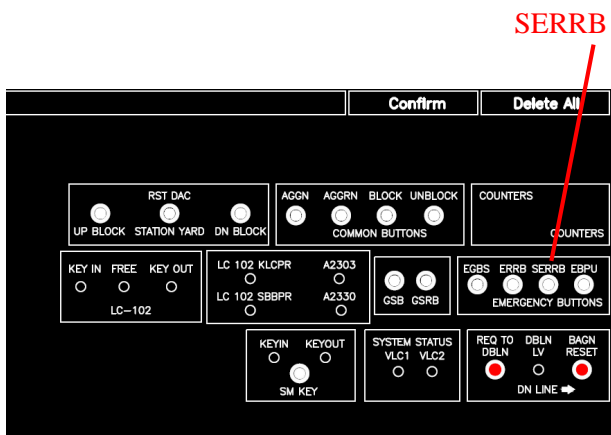 SERRB
Confirm Delete All
RST DAC
UP BLOCK STATION YARD DN BLOCK
AGGN AGGRN BLOCK UNBLOCK
COMMON BUTTONS
COUNTERS
COUNTERS
KEY IN FREE KEY OUT
LC-102
LC 102 KLCPR A2303
LC 102 SBBPR A2330
GSB GSRB
EGBS ERRB SERRB EBPU
EMERGENCY BUTTONS
KEYIN KEYOUT
SM KEY
SYSTEM STATUS
VLC1 VLC2
REQ TO DBLN BAGN
DBLN LV RESET
DN LINE